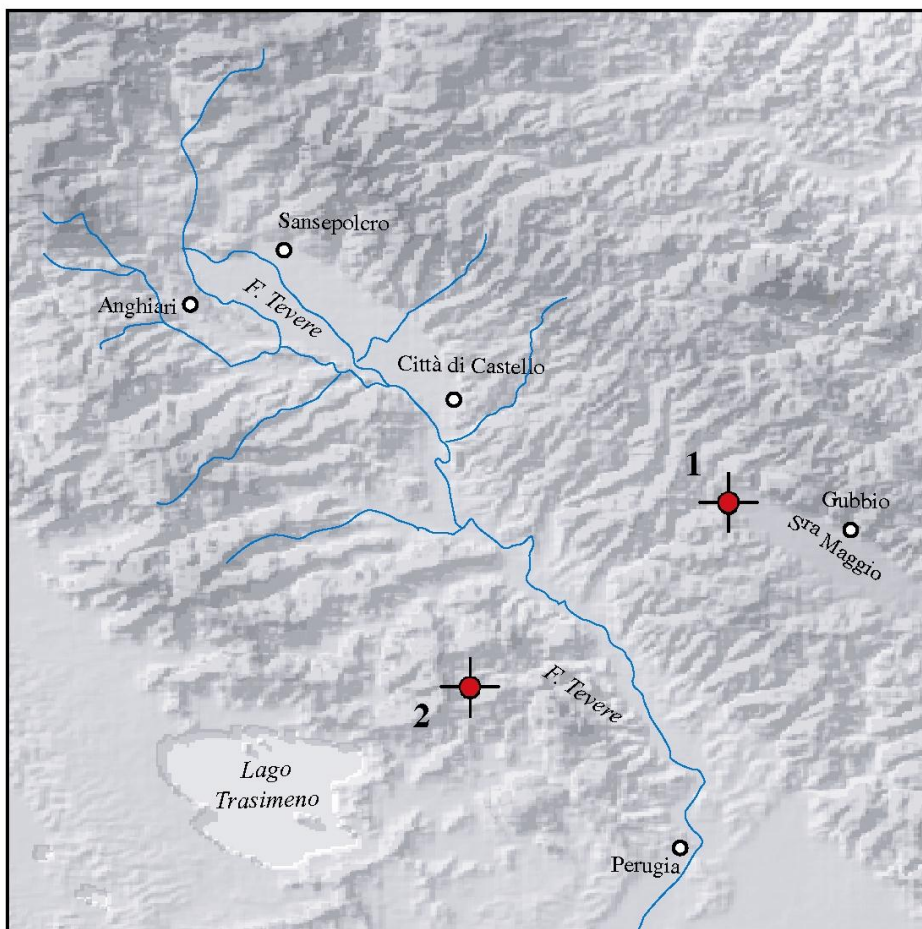 Sansepolcro
Anghiari
F. Tevere
Città di Castello
1
Gubbio
Sra Maggio
2
F. Tevere
Lago
Trasimeno
Perugia